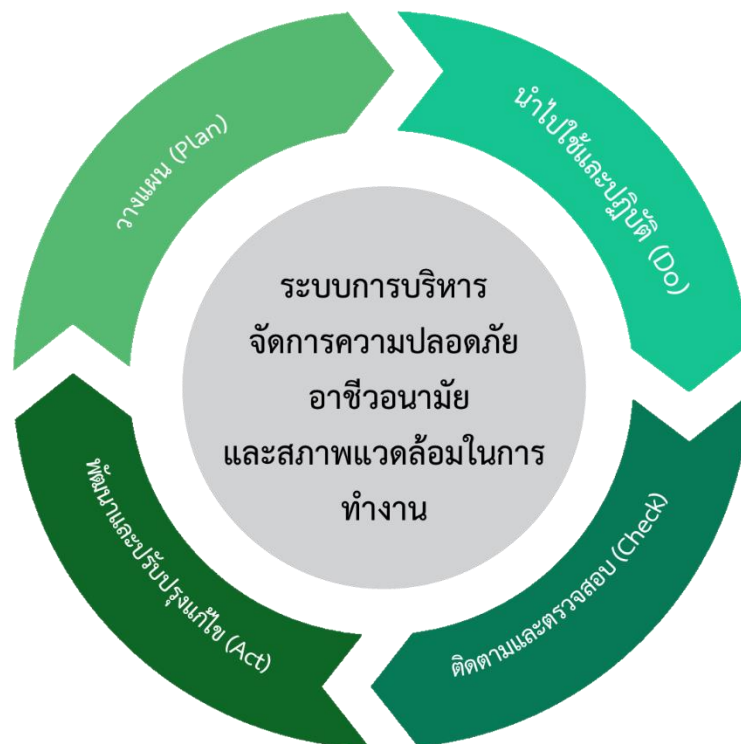 วางแผน (Plan)
นำไปใช้และปฏิบัติ (Do)
ระบบการบริหาร
จัดการความปลอดภัย
อาชีวอนามัย
และสภาพแวดล้อมในการ
ทำงาน
พัฒนาและปรับปรุงแก้ไข (Act)
ติดตามและตรวจสอบ (Check)